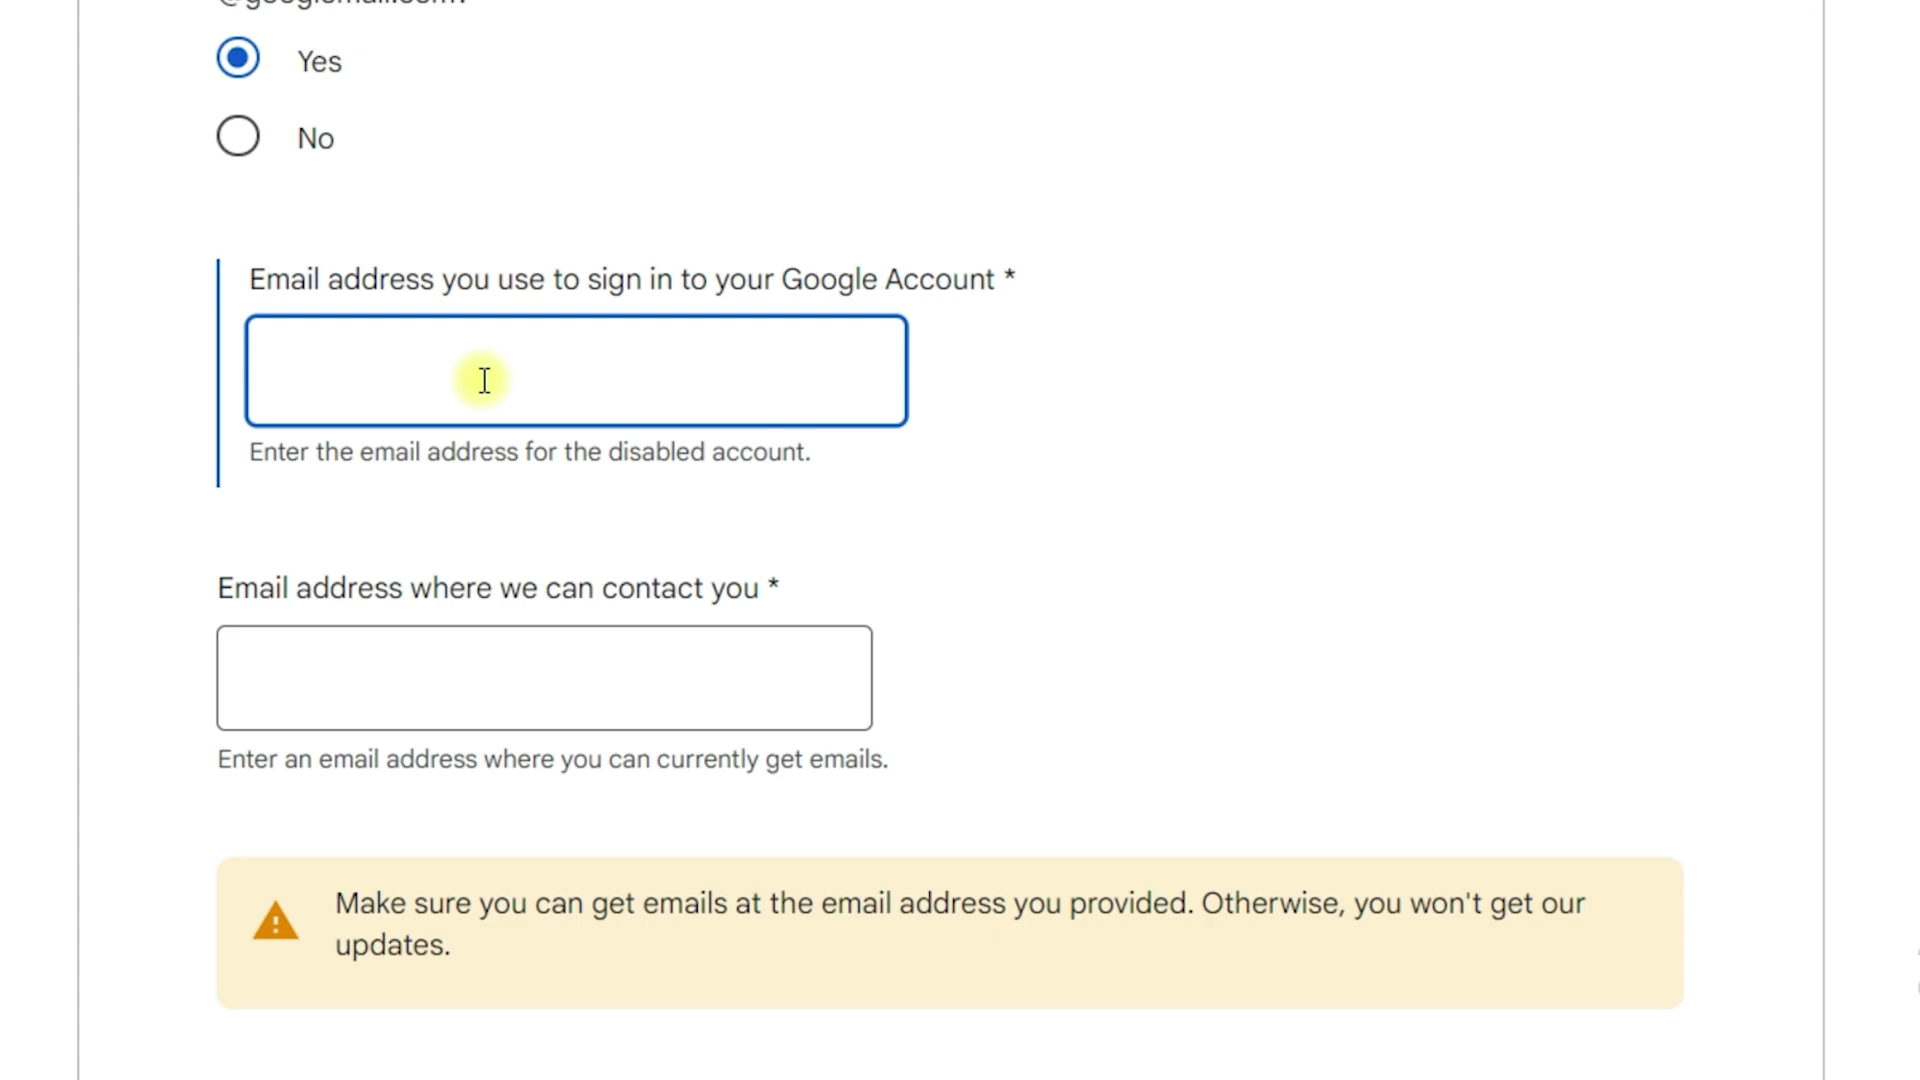 @googlemail.com?
Yes
No
Email address you use to sign in to your Google Account *
Enter the email address for the disabled account.
Email address where we can contact you *
Enter an email address where you can currently get emails.
Make sure you can get emails at the email address you provided. Otherwise, you won't get our
updates.